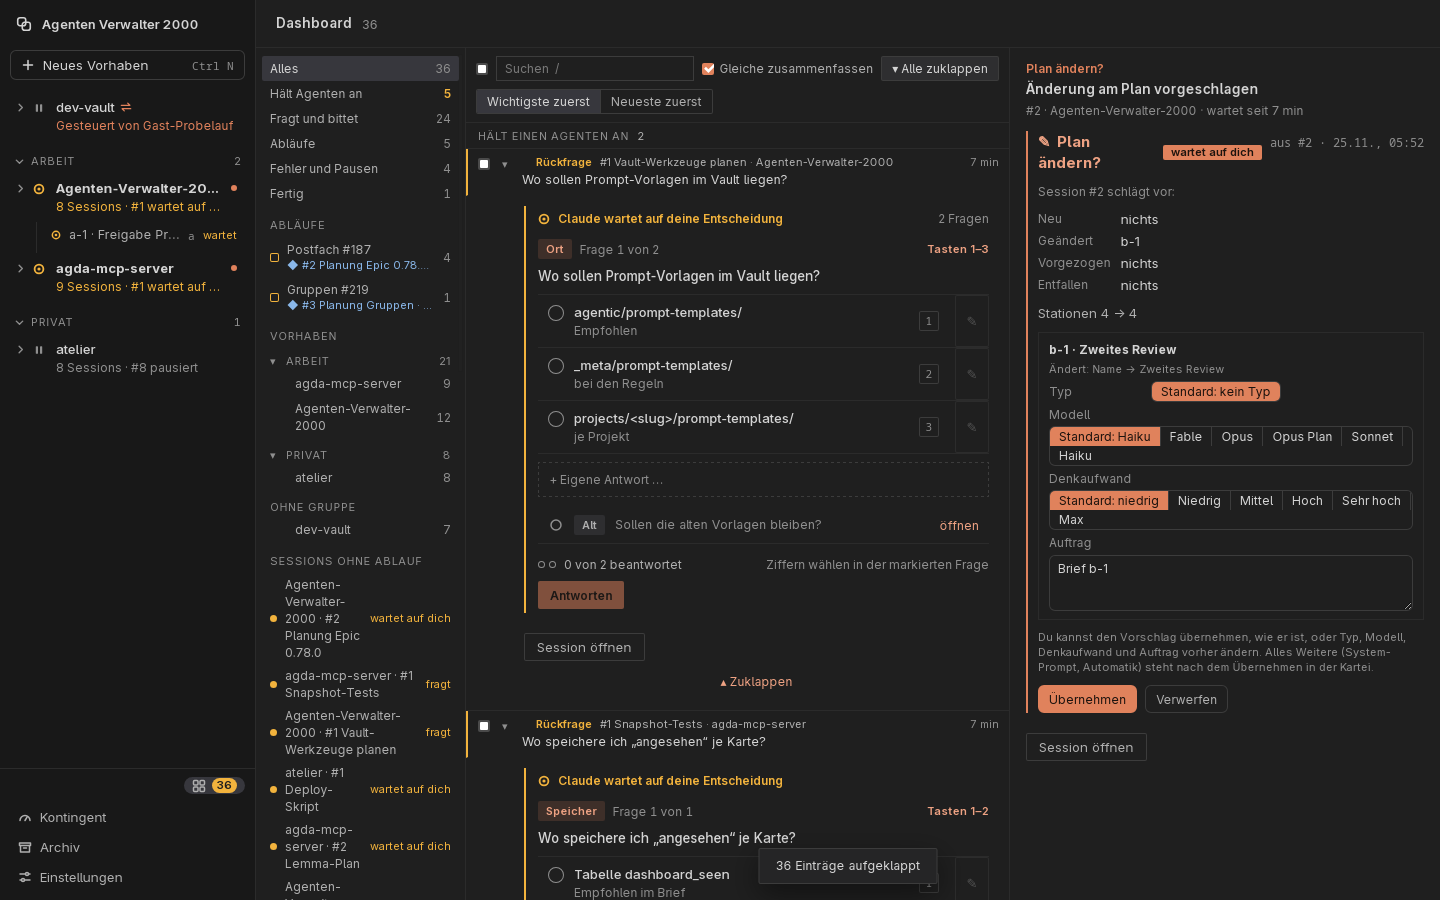 Agenten Verwalter 2000
Neues Vorhaben Ctrl N
dev-vault
Gesteuert von Gast-Probelauf
ARBEIT 2
Agenten-Verwalter-20…
8 Sessions · #1 wartet auf …
a-1 · Freigabe Pr… a wartet
agda-mcp-server
9 Sessions · #1 wartet auf …
PRIVAT 1
atelier
8 Sessions · #8 pausiert
36
Kontingent
Archiv
Einstellungen
Dashboard 36
Alles 36
Hält Agenten an 5
Fragt und bittet 24
Abläufe 5
Fehler und Pausen 4
Fertig 1
ABLÄUFE
Postfach #187 4
#2 Planung Epic 0.78.…
Gruppen #219 1
#3 Planung Gruppen · …
VORHABEN
ARBEIT 21
agda-mcp-server 9
Agenten-Verwalter-
2000 12
PRIVAT 8
atelier 8
OHNE GRUPPE
dev-vault 7
SESSIONS OHNE ABLAUF
Agenten-
Verwalter-
2000 · #2 wartet auf dich
Planung Epic
0.78.0
agda-mcp-server · #1
Snapshot-Tests fragt
Agenten-Verwalter-
2000 · #1 Vault- fragt
Werkzeuge planen
atelier · #1
Deploy- wartet auf dich
Skript
agda-mcp-
server · #2 wartet auf dich
Lemma-Plan
Agenten-
Suchen / Gleiche zusammenfassen ▾ Alle zuklappen
Wichtigste zuerst Neueste zuerst
HÄLT EINEN AGENTEN AN 2
Rückfrage #1 Vault-Werkzeuge planen · Agenten-Verwalter-2000 7 min
Wo sollen Prompt-Vorlagen im Vault liegen?
Claude wartet auf deine Entscheidung 2 Fragen
Ort Frage 1 von 2 Tasten 1–3
Wo sollen Prompt-Vorlagen im Vault liegen?
agentic/prompt-templates/ 1
Empfohlen
_meta/prompt-templates/ 2
bei den Regeln
projects/<slug>/prompt-templates/ 3
je Projekt
+ Eigene Antwort …
Alt Sollen die alten Vorlagen bleiben? öffnen
0 von 2 beantwortet Ziffern wählen in der markierten Frage
Antworten
Session öffnen
▴ Zuklappen
Rückfrage #1 Snapshot-Tests · agda-mcp-server 7 min
Wo speichere ich „angesehen“ je Karte?
Claude wartet auf deine Entscheidung
Speicher Frage 1 von 1 Tasten 1–2
Wo speichere ich „angesehen“ je Karte?
Tabelle dashboard_seen
Empfohlen im Brief
36 Einträge aufgeklappt
Plan ändern?
Änderung am Plan vorgeschlagen
#2 · Agenten-Verwalter-2000 · wartet seit 7 min
✎ Plan ändern? wartet auf dich aus #2 · 25.11., 05:52
Session #2 schlägt vor:
Neu nichts
Geändert b-1
Vorgezogen nichts
Entfallen nichts
Stationen 4 → 4
b-1 · Zweites Review
Ändert: Name → Zweites Review
Typ Standard: kein Typ
Modell
Standard: Haiku Fable Opus Opus Plan Sonnet
Haiku
Denkaufwand
Standard: niedrig Niedrig Mittel Hoch Sehr hoch
Max
Auftrag
Brief b-1
Du kannst den Vorschlag übernehmen, wie er ist, oder Typ, Modell,
Denkaufwand und Auftrag vorher ändern. Alles Weitere (System-
Prompt, Automatik) steht nach dem Übernehmen in der Kartei.
Übernehmen Verwerfen
Session öffnen